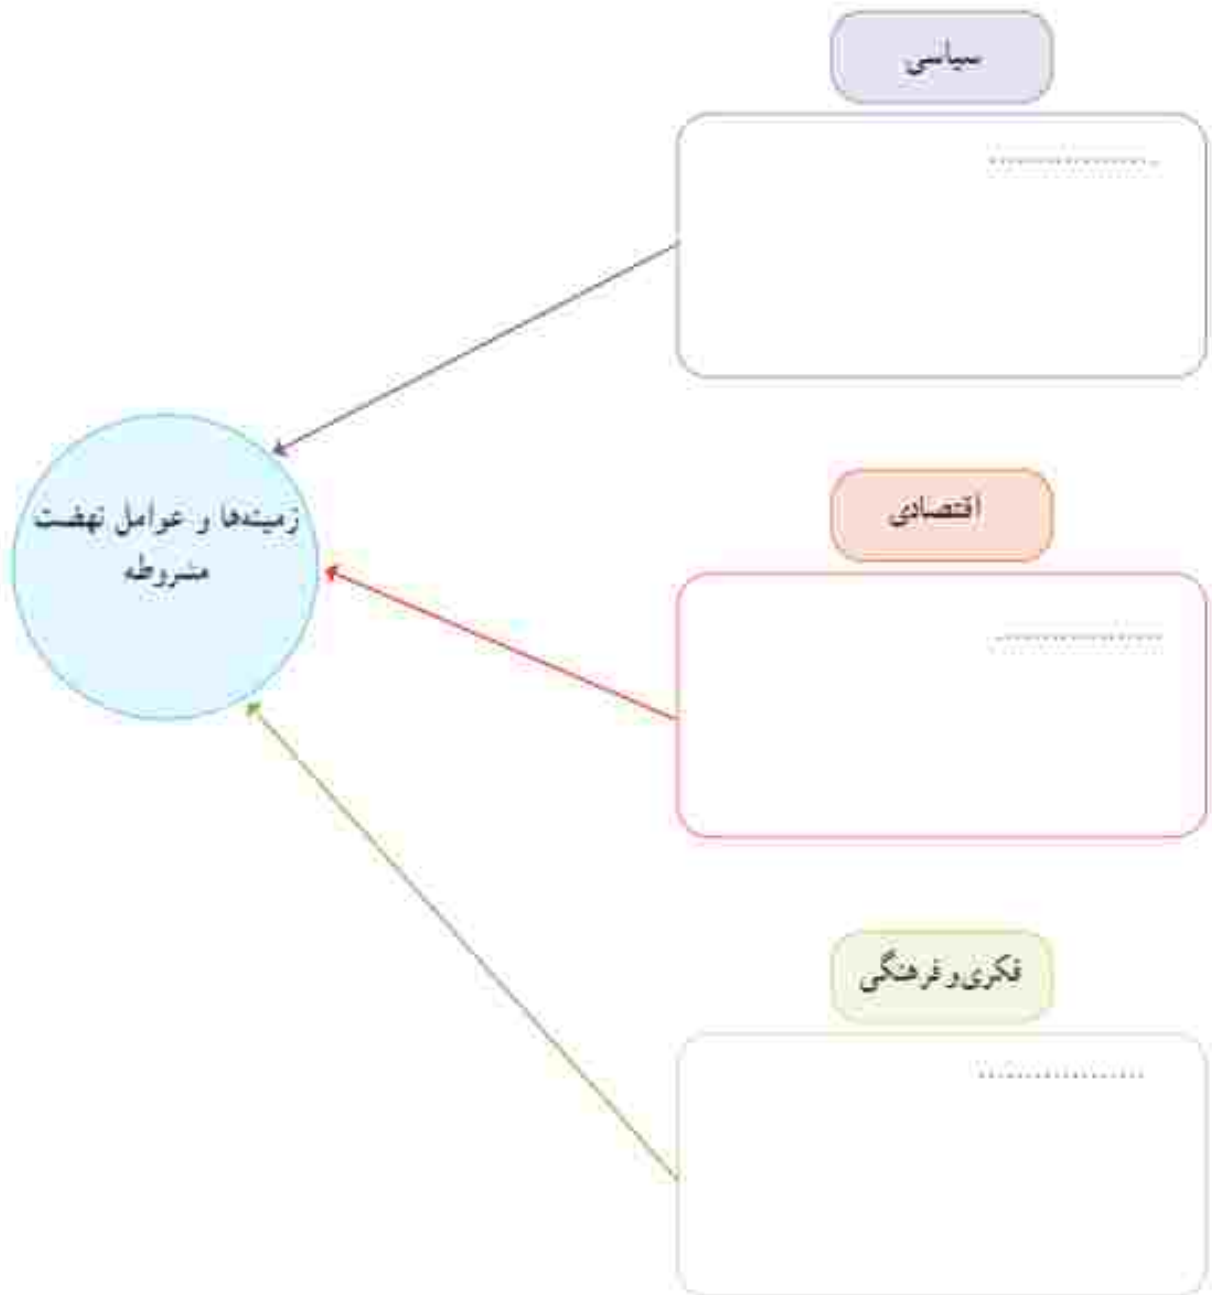 سیاسی
اقتصادی
زمینه‌ها و عوامل نهضت
مشروطه
فکری و فرهنگی